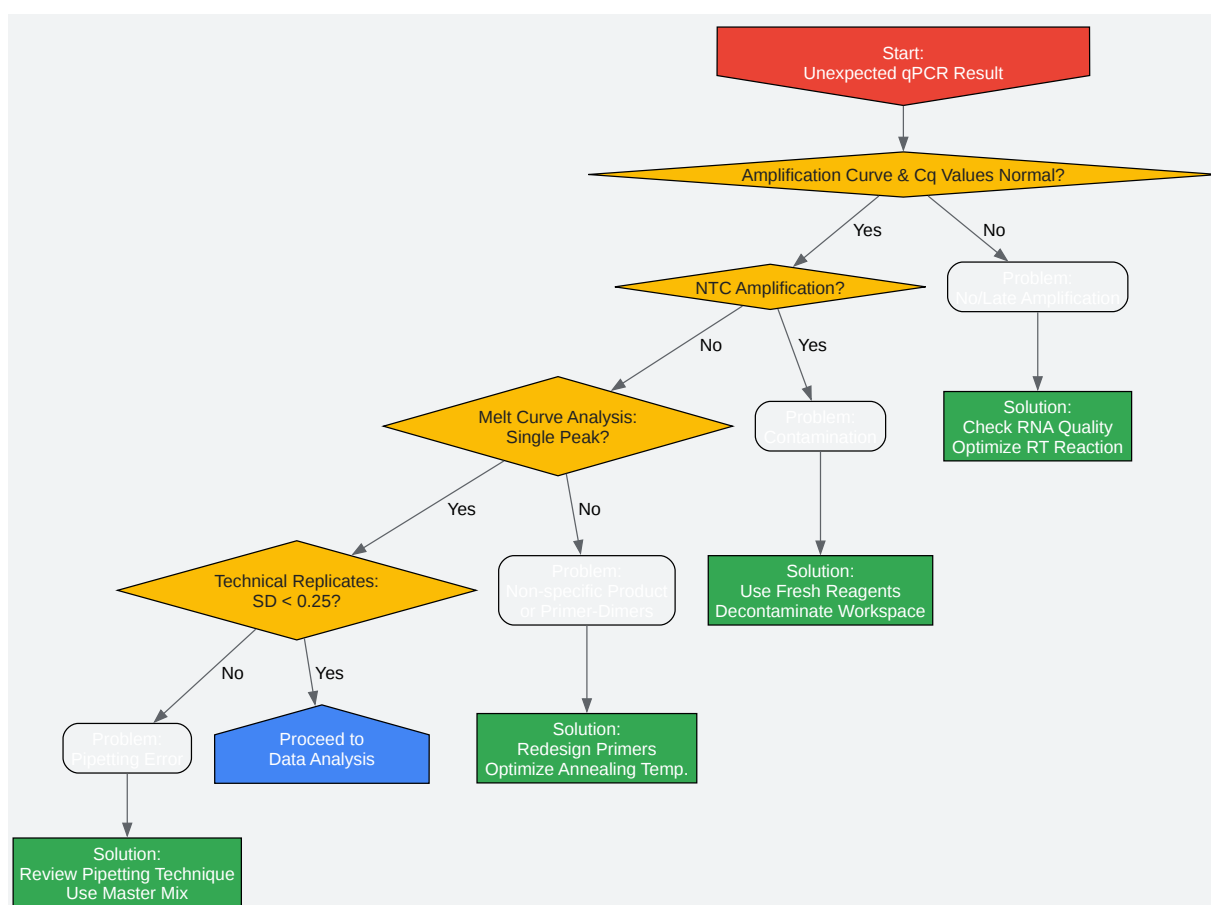 Start:
Unexpected qPCR Result
Amplification Curve & Cq Values Normal?
Yes
No
NTC Amplification?
Problem:
No/Late Amplification
No
Yes
Melt Curve Analysis:
Single Peak?
Problem:
Contamination
Solution:
Check RNA Quality
Optimize RT Reaction
Yes
No
Technical Replicates:
SD < 0.25?
Problem:
Non-specific Product
or Primer-Dimers
Solution:
Use Fresh Reagents
Decontaminate Workspace
No
Yes
Problem:
Pipetting Error
Proceed to
Data Analysis
Solution:
Redesign Primers
Optimize Annealing Temp.
Solution:
Review Pipetting Technique
Use Master Mix